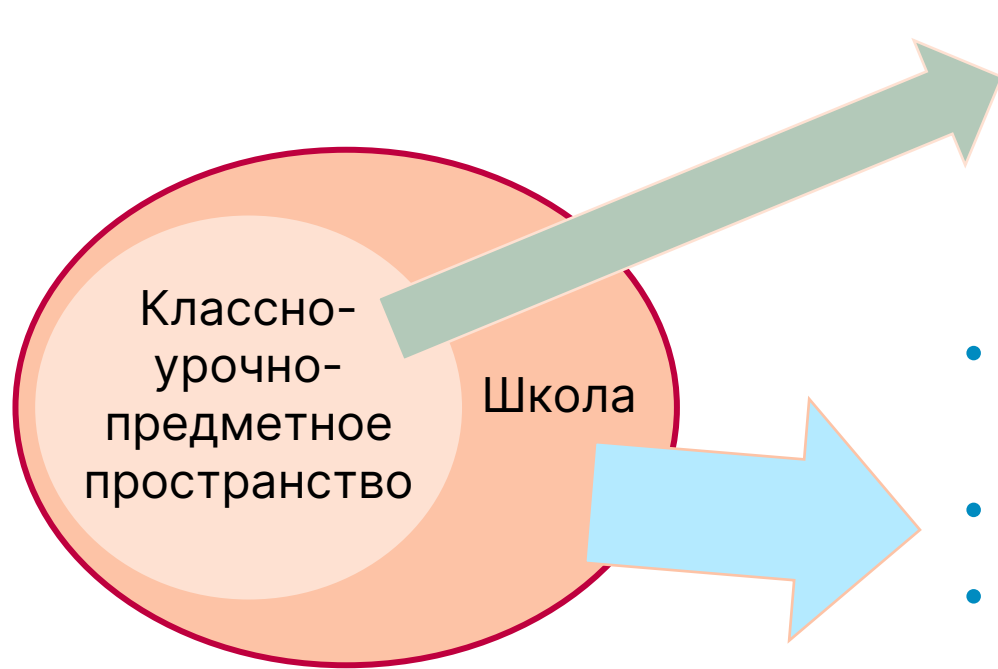 Классно-
урочно-
предметное
пространство
Школа